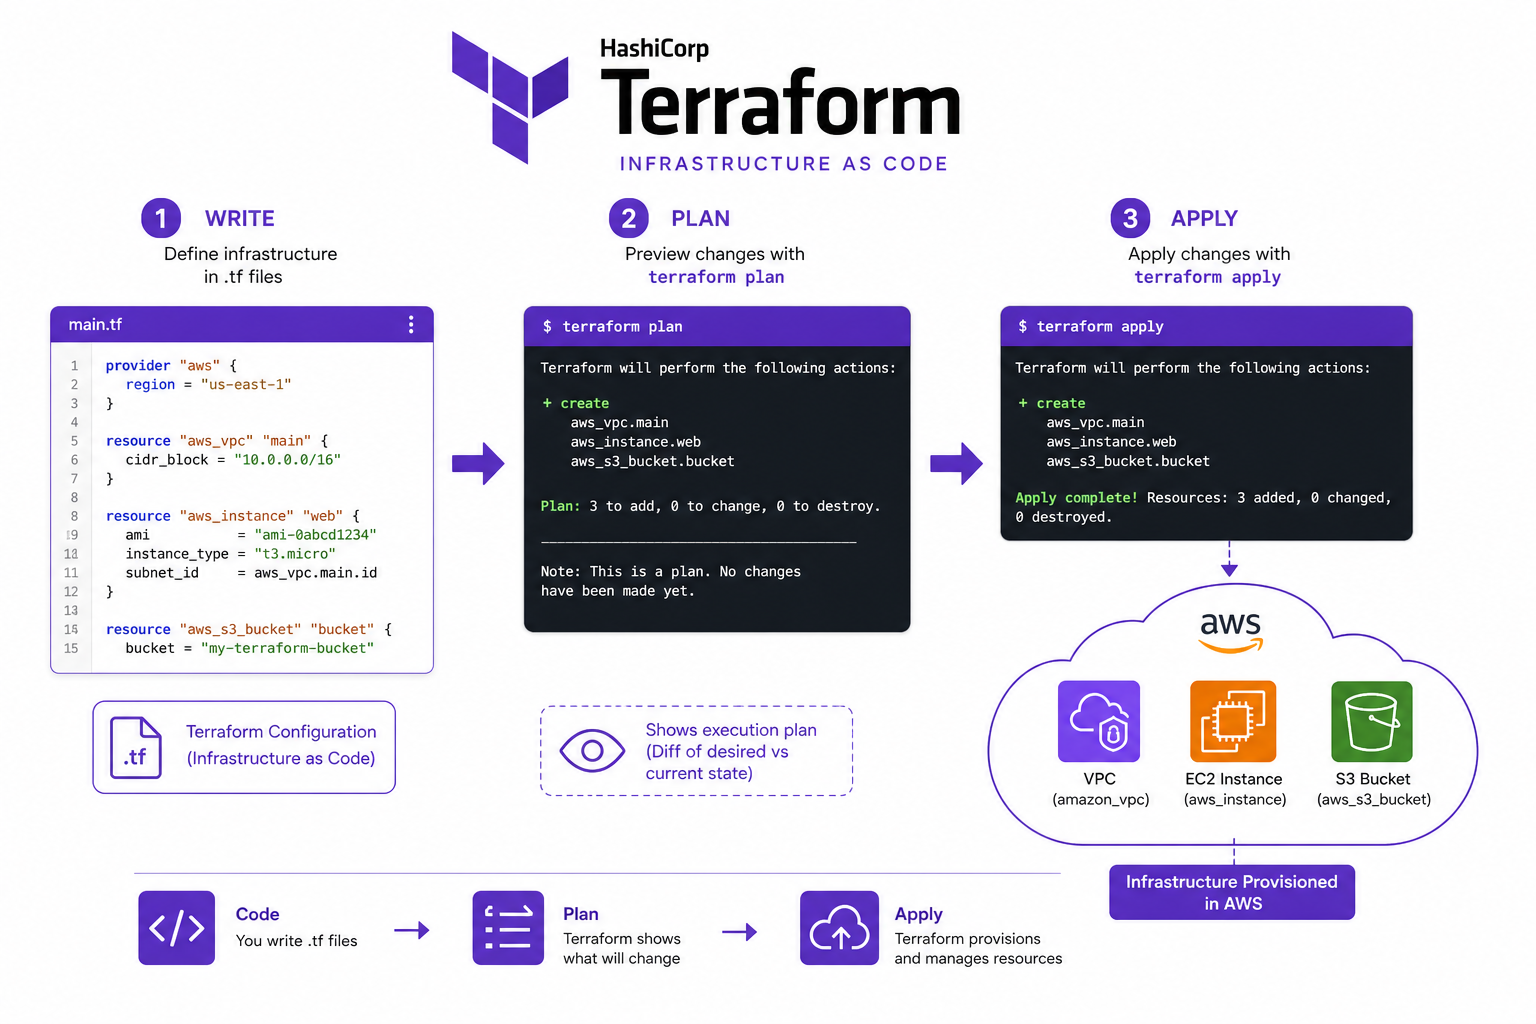 HashiCorp
Terraform
INFRASTRUCTURE AS CODE
1 WRITE
Define infrastructure
in .tf files
main.tf
1 provider "aws" {
2 region = "us-east-1"
3 }
4
5 resource "aws_vpc" "main" {
6 cidr_block = "10.0.0.0/16"
7 }
8
8 resource "aws_instance" "web" {
9 ami = "ami-0abcd1234"
instance_type = "t3.micro"
11 subnet_id = aws_vpc.main.id
12 }
13
resource "aws_s3_bucket" "bucket" {
15 bucket = "my-terraform-bucket"
.tf
Terraform Configuration
(Infrastructure as Code)
2 PLAN
Preview changes with
terraform plan
$ terraform plan
Terraform will perform the following actions:
+ create
aws_vpc.main
aws_instance.web
aws_s3_bucket.bucket
Plan: 3 to add, 0 to change, 0 to destroy.
Note: This is a plan. No changes
have been made yet.
Shows execution plan
(Diff of desired vs
current state)
3 APPLY
Apply changes with
terraform apply
$ terraform apply
Terraform will perform the following actions:
+ create
aws_vpc.main
aws_instance.web
aws_s3_bucket.bucket
Apply complete! Resources: 3 added, 0 changed,
0 destroyed.
aws
VPC
(amazon_vpc)
EC2 Instance
(aws_instance)
S3 Bucket
(aws_s3_bucket)
Infrastructure Provisioned
in AWS
</>
Code
You write .tf files
Plan
Terraform shows
what will change
Apply
Terraform provisions
and manages resources